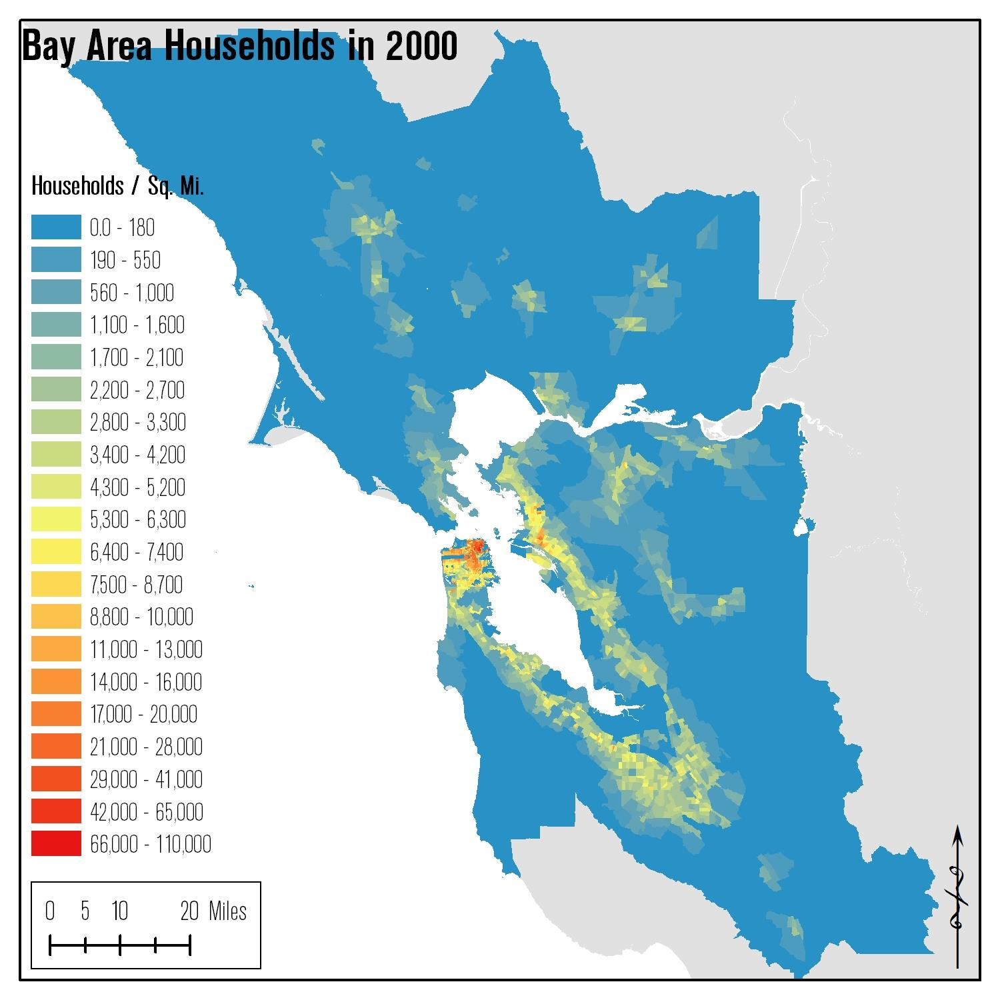 Bay Area Households in 2000
Households / Sq. Mi.
0.0 - 180
190 - 550
560 - 1,000
1,100 - 1,600
1,700 - 2,100
2,200 - 2,700
2,800 - 3,300
3,400 - 4,200
4,300 - 5,200
5,300 - 6,300
6,400 - 7,400
7,500 - 8,700
8,800 - 10,000
11,000 - 13,000
14,000 - 16,000
17,000 - 20,000
21,000 - 28,000
29,000 - 41,000
42,000 - 65,000
66,000 - 110,000
0 5 10 20 Miles